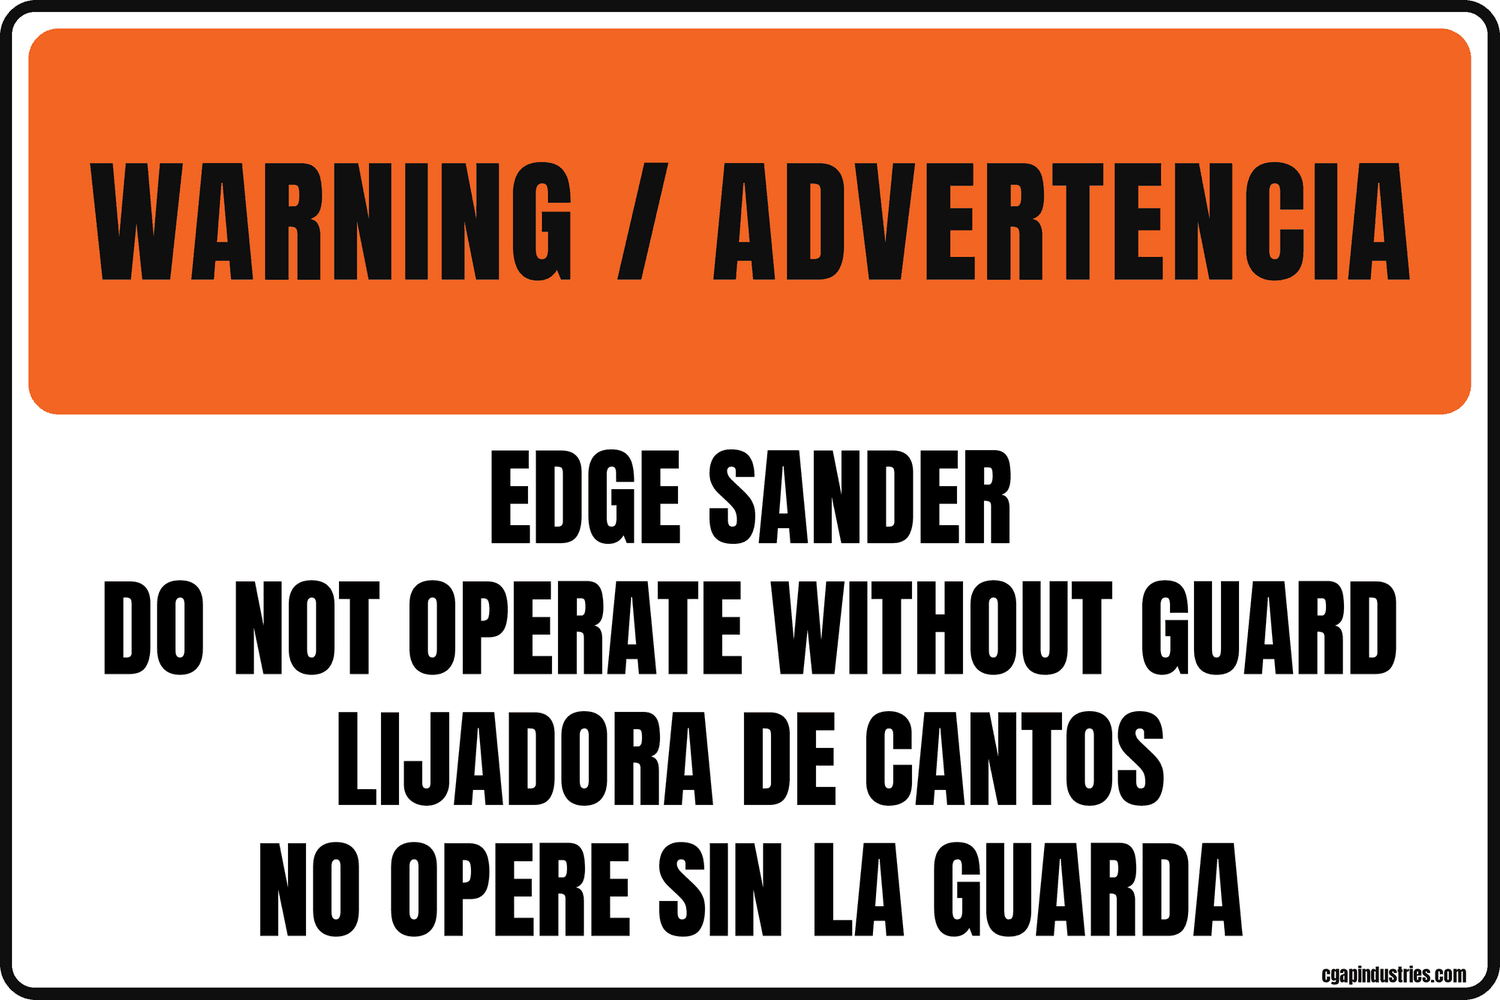 WARNING / ADVERTENCIA
EDGE SANDER
DO NOT OPERATE WITHOUT GUARD
LIJADORA DE CANTOS
NO OPERE SIN LA GUARDA
cgapindustries.com